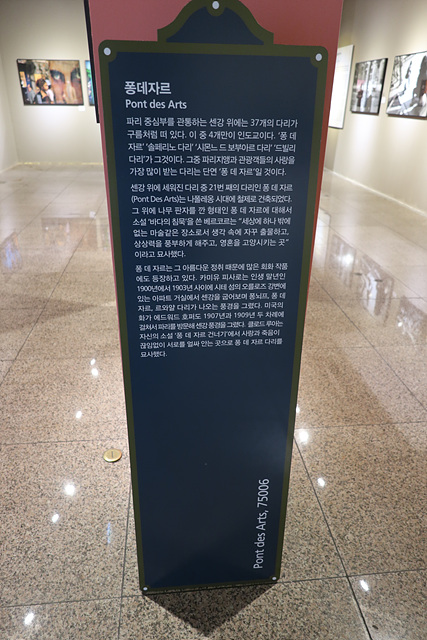 퐁데자르
Pont des Arts
파리 중심부를 관통하는 센강 위에는 37개의 다리가
구름처럼 떠 있다. 이 중 4개만이 인도교이다. '퐁 데
자르' '솔페리노 다리' '시몬느 드 보부아르 다리' '드빌리
다리'가 그것이다. 그중 파리지앵과 관광객들의 사랑을
가장 많이 받는 다리는 단연 '퐁 데 자르'일 것이다.
센강 위에 세워진 다리 중 21번 째의 다리인 퐁 데 자르
(Pont des Arts)는 나폴레옹 시대에 철제로 건축되었다.
그 위에 나무 판자를 깐 형태인 퐁 데 자르에 대해서
소설 '바다의 침묵'을 쓴 베르코르는 "세상에 하나 밖에
없는 마술같은 장소로서 생각 속에 자꾸 출몰하고,
상상력을 풍부하게 해주고, 영혼을 고양시키는 곳"
이라고 묘사했다.
퐁 데 자르는 그 아름다운 정취 때문에 많은 회화 작품
에도 등장하고 있다. 카미유 피사로는 인생 말년인
1900년에서 1903년 사이에 시테 섬의 오를로즈 강변에
있는 아파트 거실에서 센강을 굽어보며 퐁뇌프, 퐁 데
자르, 르와얄 다리가 나오는 풍경을 그렸다. 미국의
화가 에드워드 호퍼도 1907년과 1909년 두 차례에
걸쳐서 파리를 방문해 센강 풍경을 그렸다. 클로드 루아는
자신의 소설 '퐁 데 자르 건너기'에서 사랑과 죽음이
끊임없이 서로를 얼싸 안는 곳으로 퐁 데 자르 다리를
묘사했다.
Pont des Arts, 75006